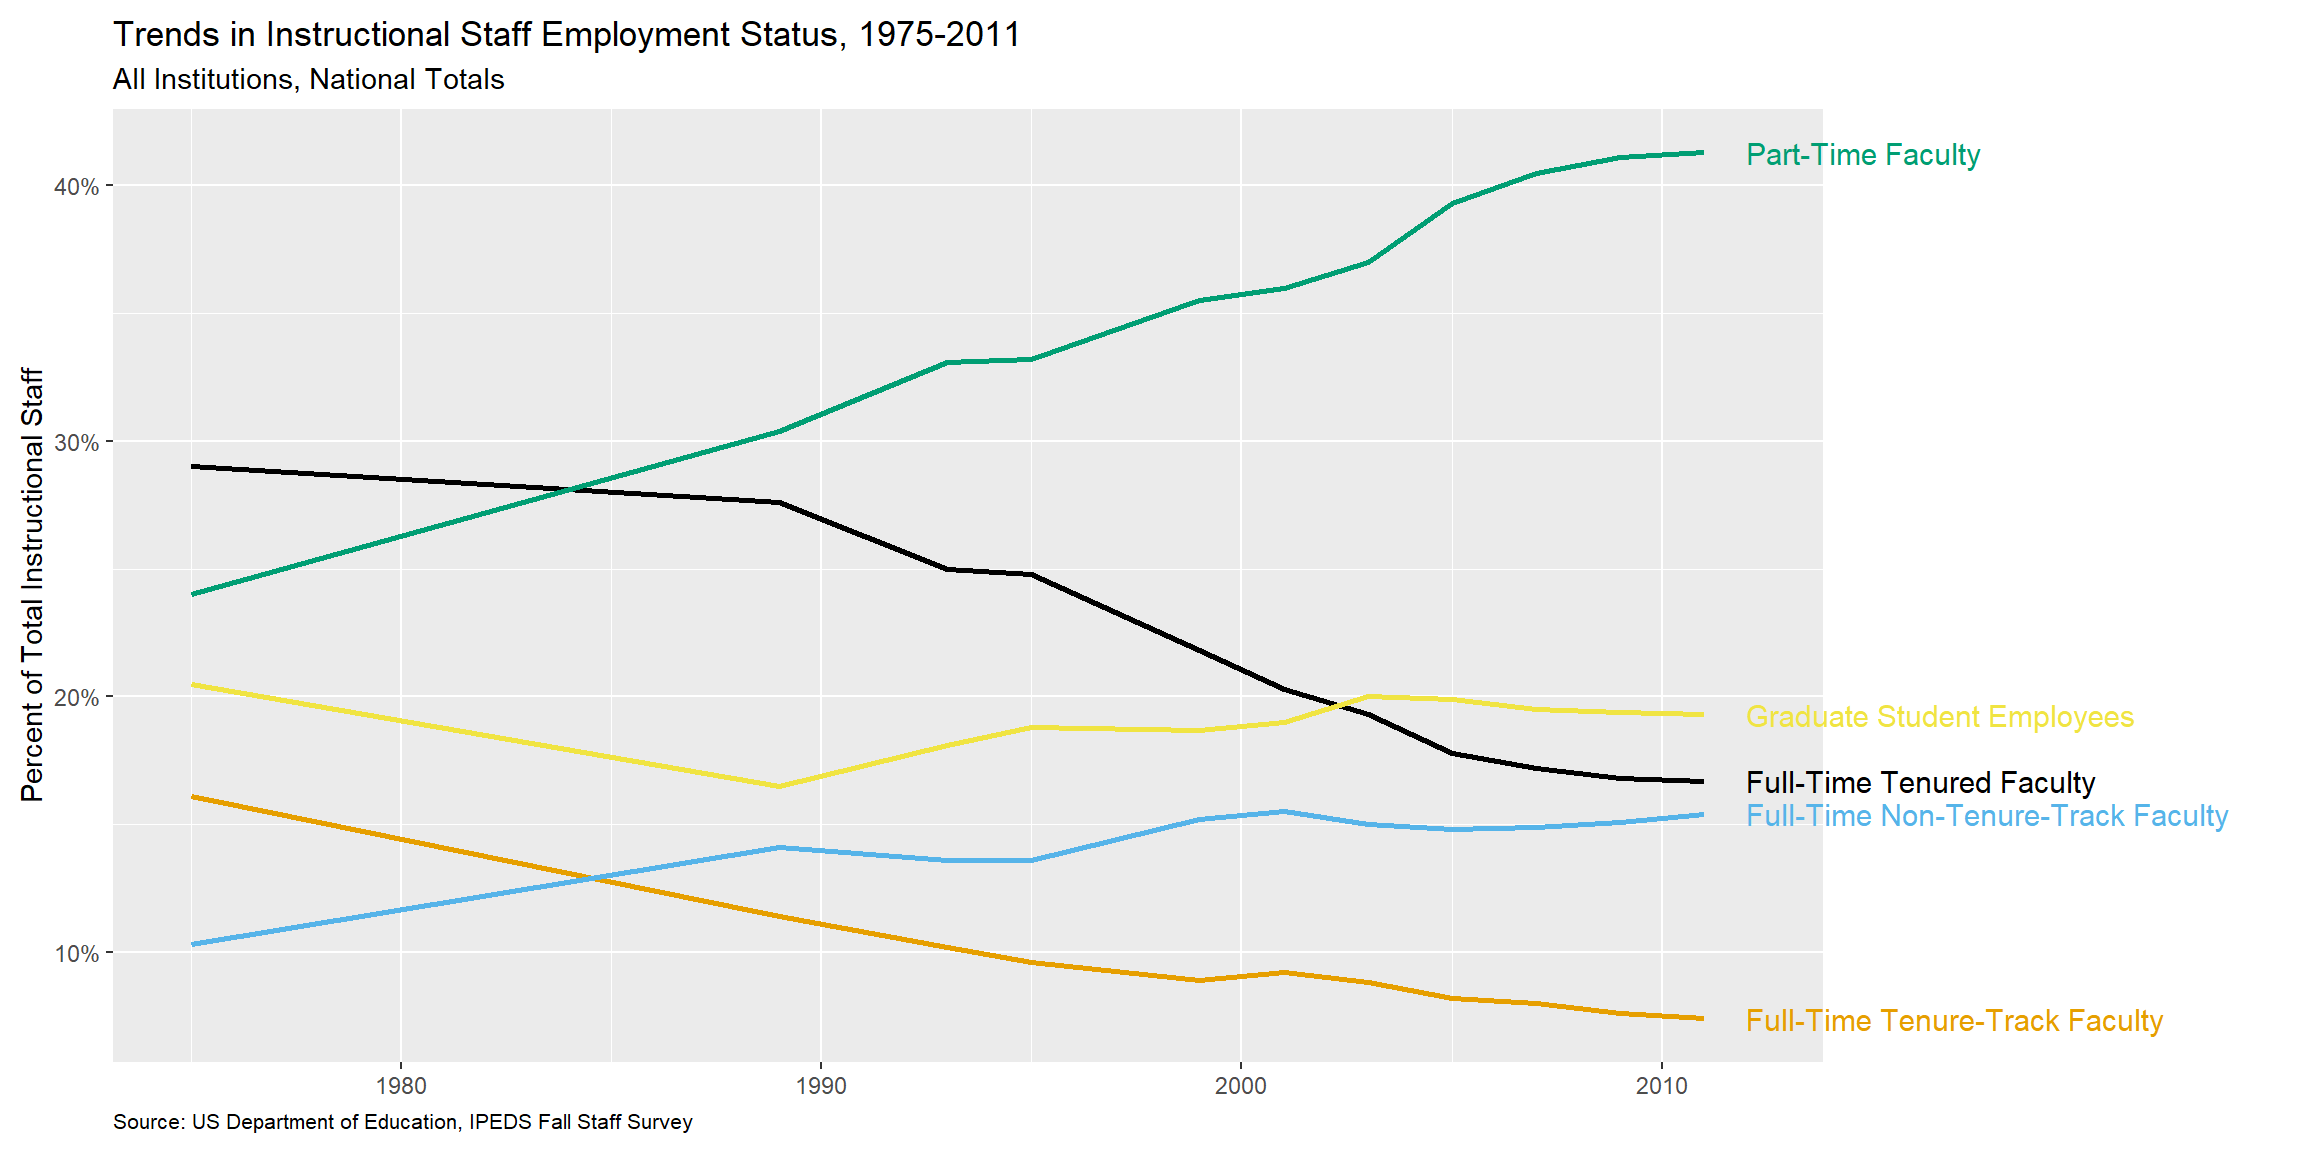 Trends in Instructional Staff Employment Status, 1975-2011
All Institutions, National Totals
Percent of Total Instructional Staff
40%
30%
20%
10%
Part-Time Faculty
Graduate Student Employees
Full-Time Tenured Faculty
Full-Time Non-Tenure-Track Faculty
Full-Time Tenure-Track Faculty
1980 1990 2000 2010
Source: US Department of Education, IPEDS Fall Staff Survey